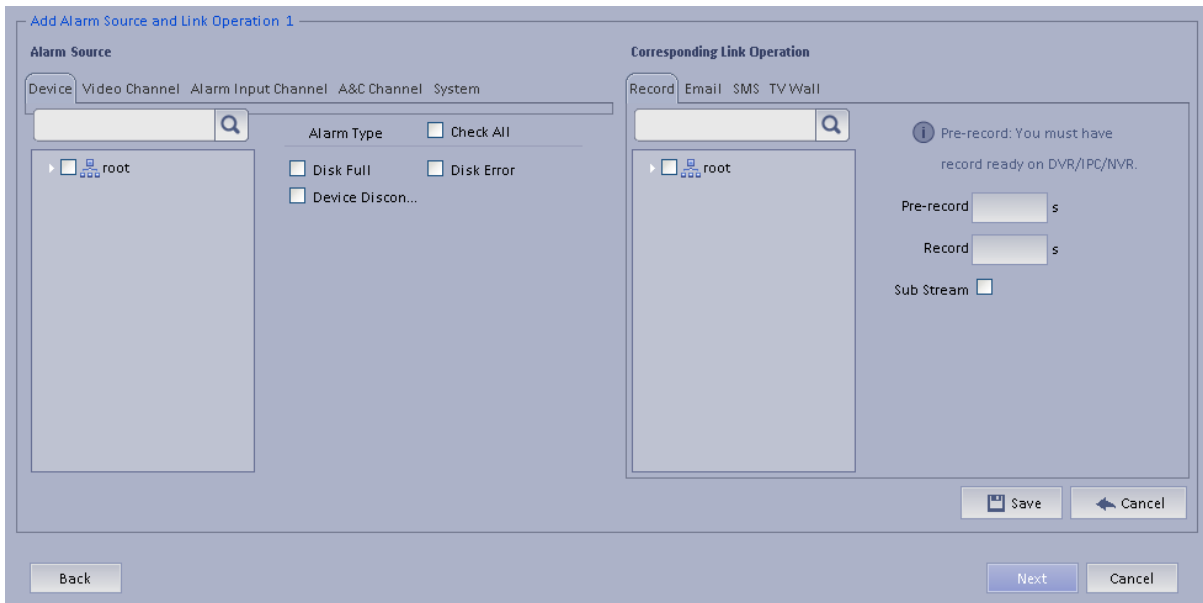 Add Alarm Source and Link Operation 1
Alarm Source
Device Video Channel Alarm Input Channel A&C Channel System
Alarm Type Check All
root
Disk Full Disk Error
Device Discon...
Corresponding Link Operation
Record Email SMS TV Wall
root
Pre-record: You must have
record ready on DVR/IPC/NVR.
Pre-record s
Record s
Sub Stream
Save Cancel
Back Next Cancel